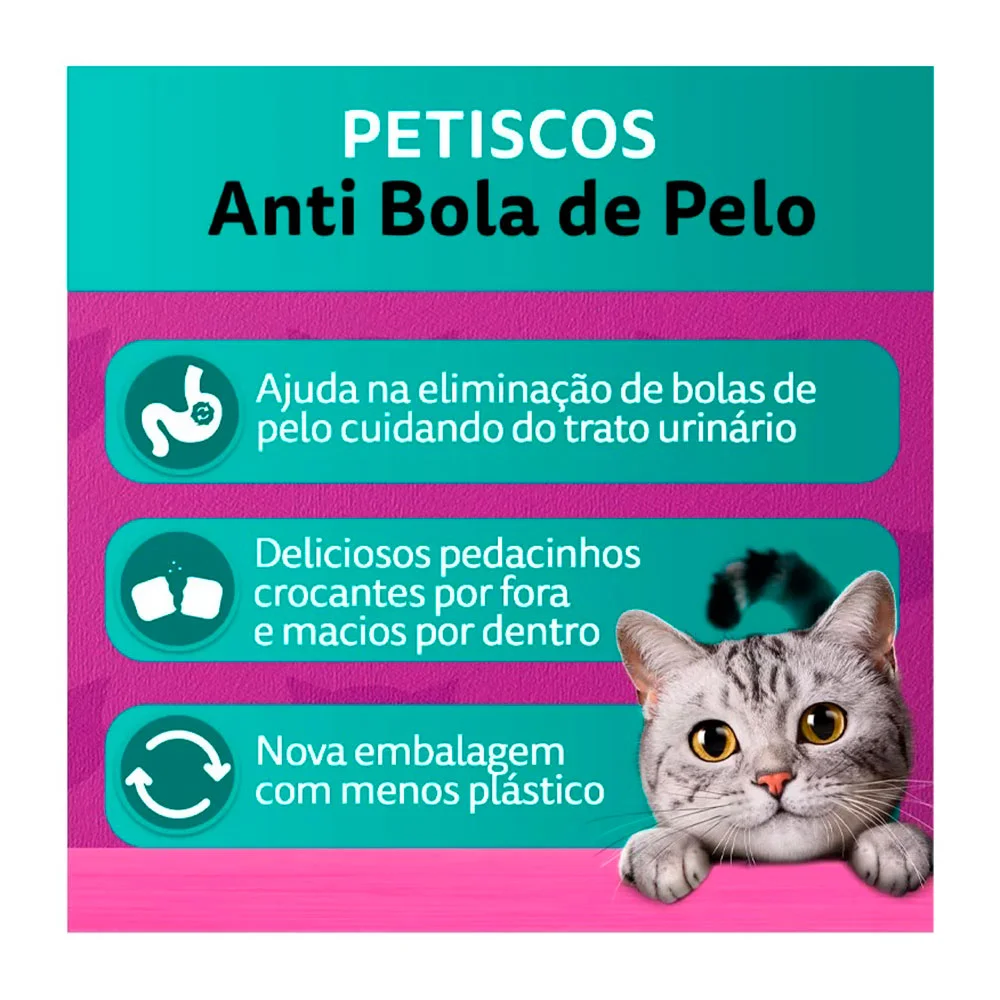 PETISCOS
Anti Bola de Pelo
Ajuda na eliminação de bolas de
pelo cuidando do trato urinário
Deliciosos pedacinhos
crocantes por fora
e macios por dentro
Nova embalagem
com menos plástico